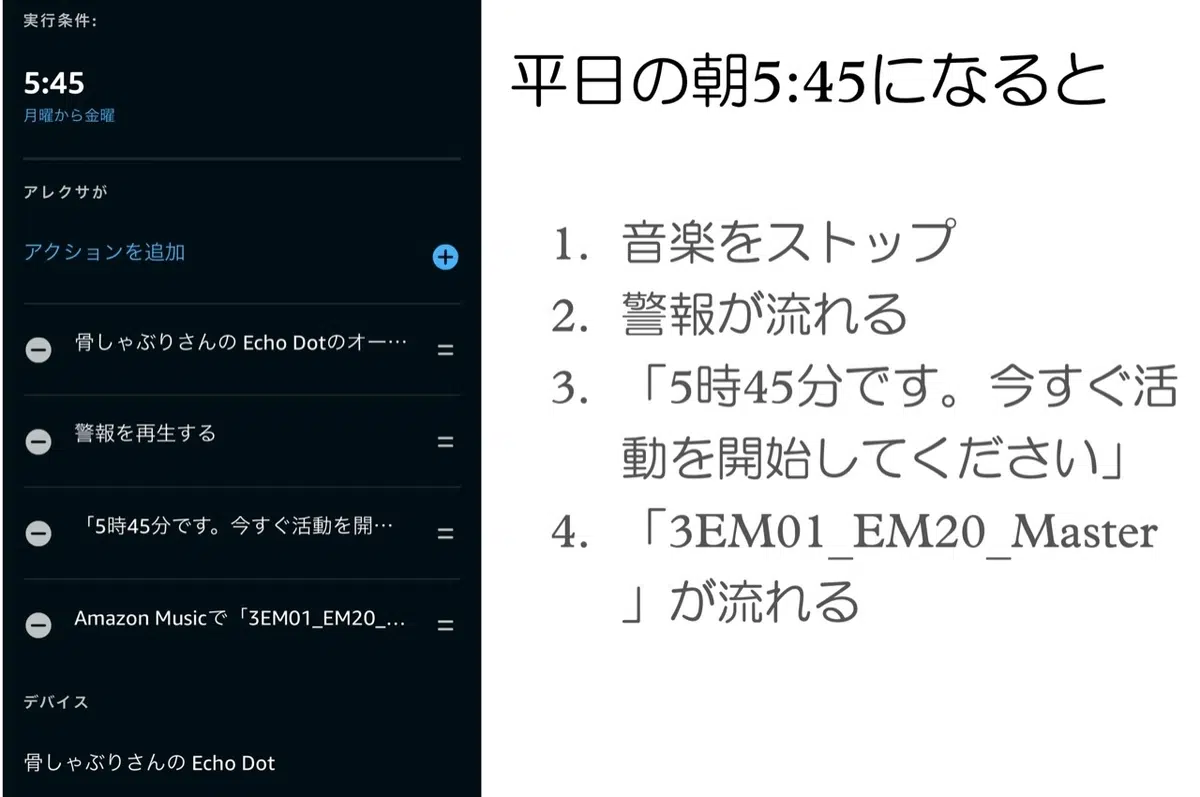 実行条件:
5:45
月曜から金曜
アレクサが
アクションを追加
骨しゃぶりさんの Echo Dotのオー…
警報を再生する
「5時45分です。今すぐ活動を開…
Amazon Musicで「3EM01_EM20_...
デバイス
骨しゃぶりさんの Echo Dot
平日の朝5:45になると
1. 音楽をストップ
2. 警報が流れる
3. 「5時45分です。今すぐ活
動を開始してください」
4. 「3EM01_EM20_Master
」が流れる